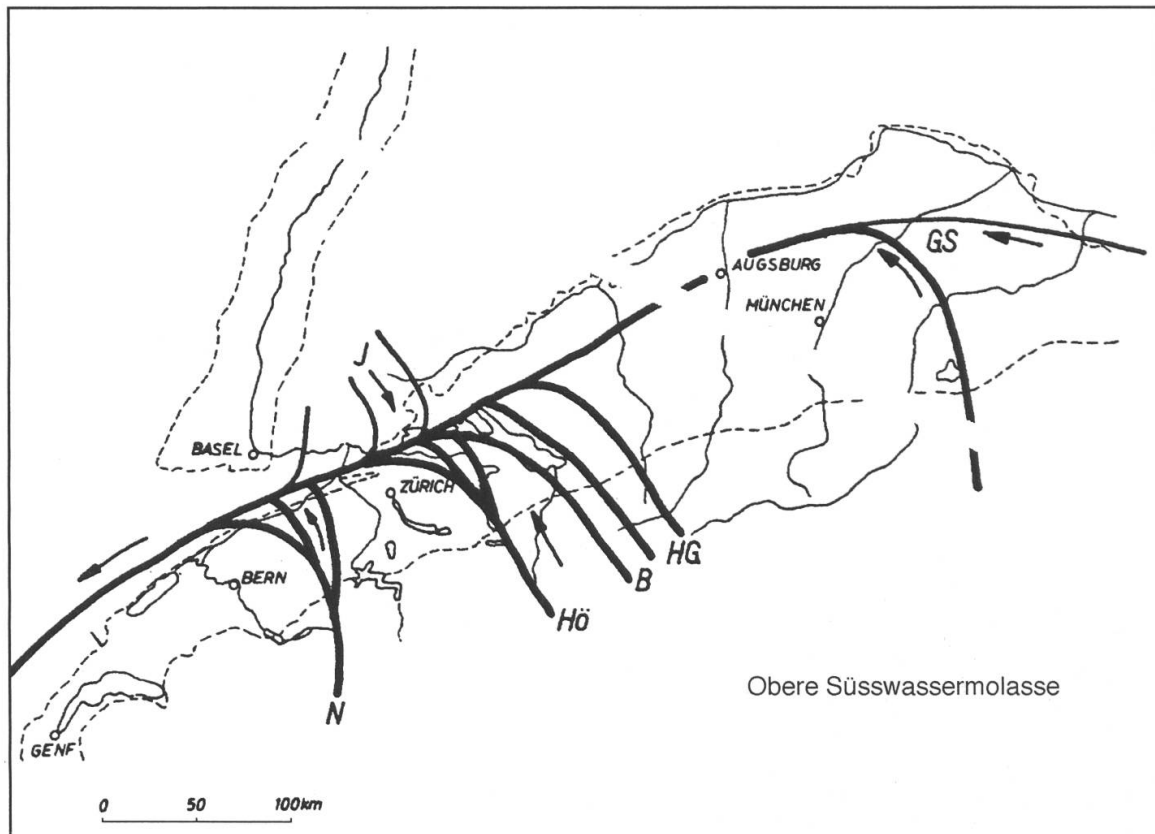 GS
AUGSBURG
MÜNCHEN
J
BASEL
ZÜRICH
HG
B
BERN
HÖ
Obere Süsswassermolasse
N
GENF
0 50 100km